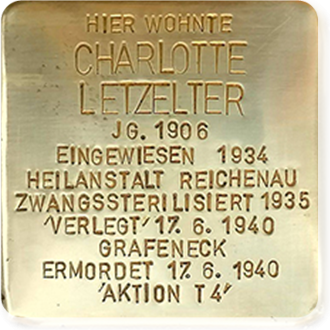 HIER WOHNTE
CHARLOTTE
LETZELTER
JG. 1906
EINGEWIESEN 1934
HEILANSTALT REICHENAU
ZWANGSSTERILISIERT 1935
'VERLEGT' 17. 6. 1940
GRAFENECK
ERMORDET 17. 6. 1940
'AKTION T4'